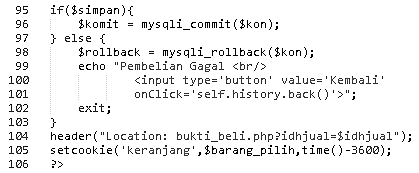 95 if($simpan){
96 $komit = mysqli_commit($kon);
97 } else {
98 $rollback = mysqli_rollback($kon);
99 echo "Pembelian Gagal <br/>
100 <input type='button' value='Kembali'
101 onClick='self.history.back()'>";
102 exit;
103 }
104 header("Location: bukti_beli.php?idhjual=$idhjual");
105 setcookie('keranjang',$barang_pilih,time()-3600);
106 ?>